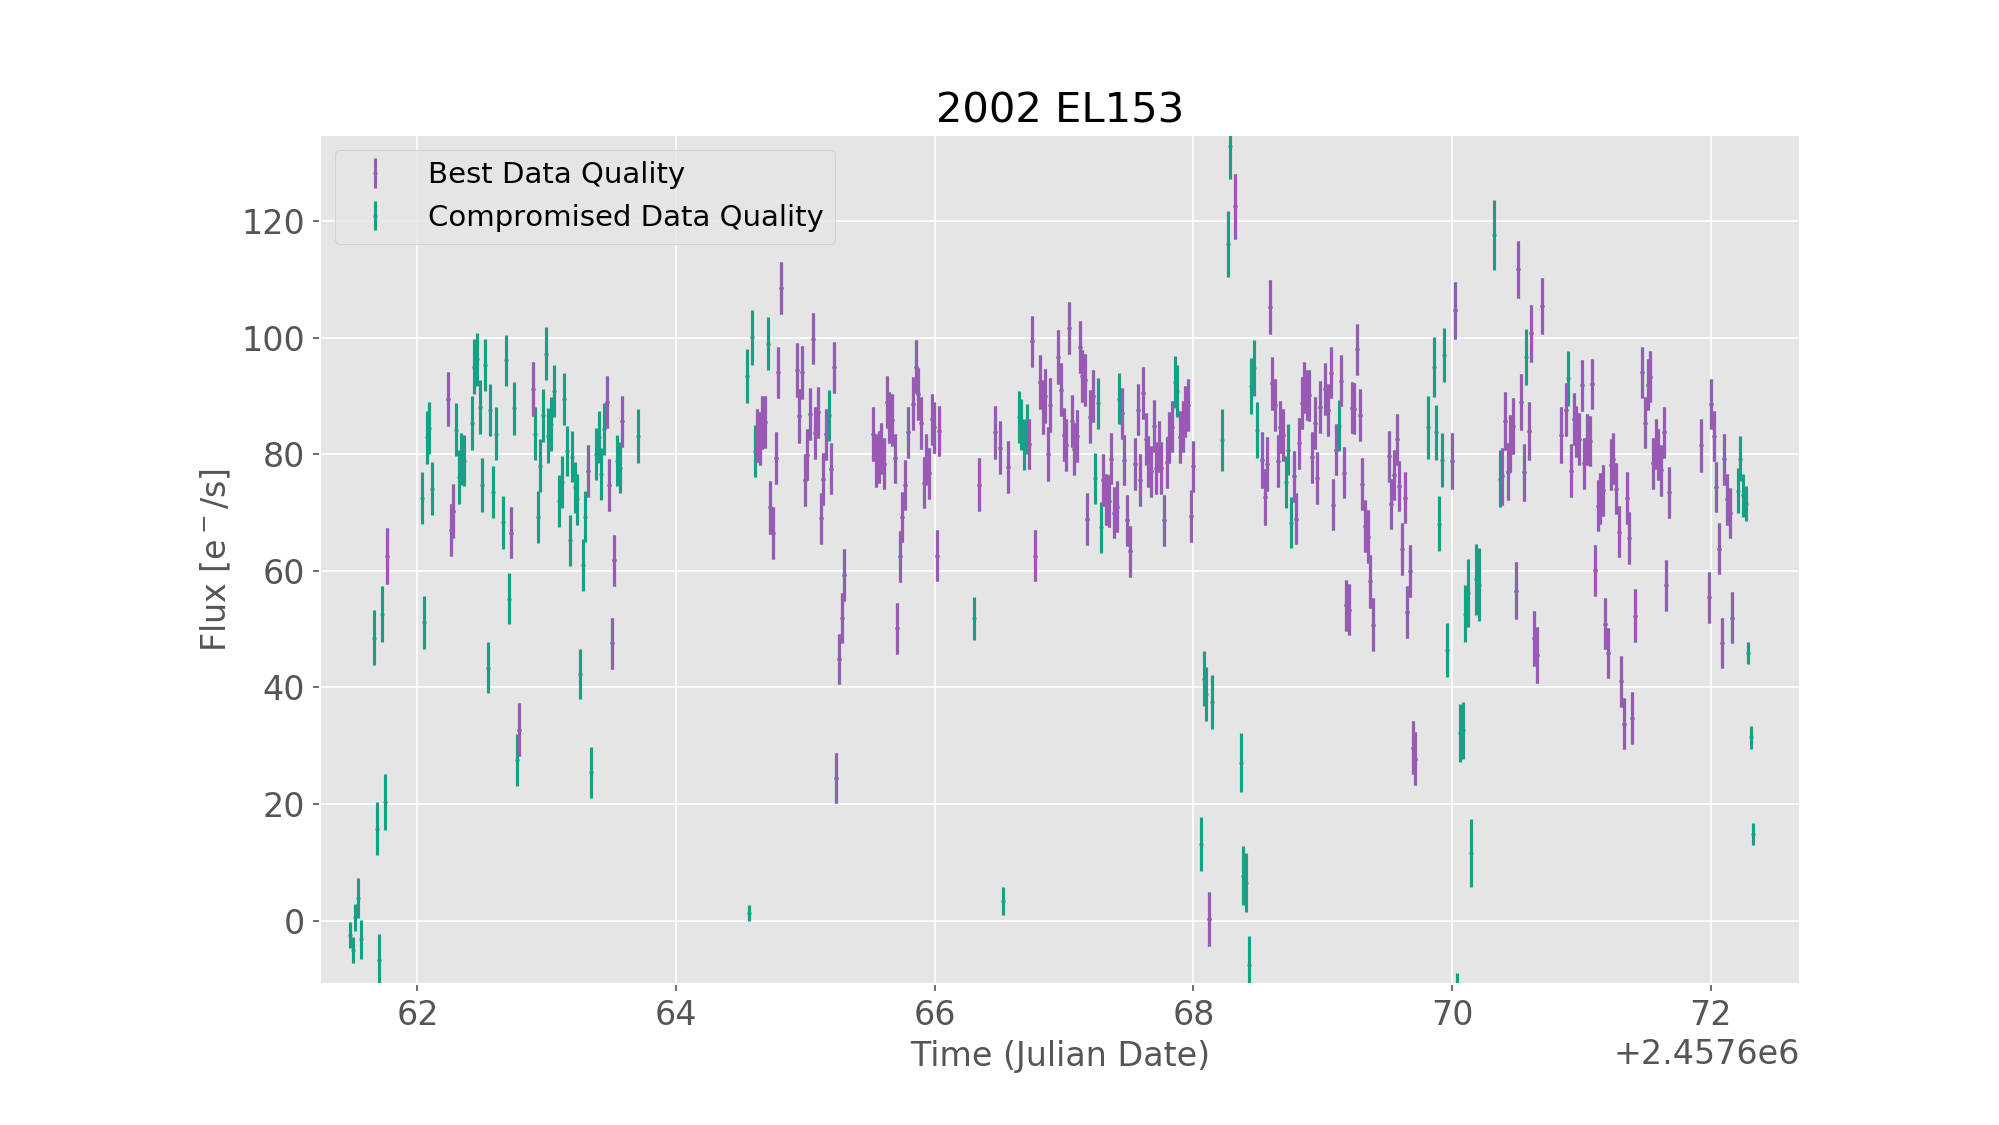 2002 EL153
Best Data Quality
Compromised Data Quality
Flux [e⁻/s]
120
100
80
60
40
20
0
62 64 66 68 70 72
Time (Julian Date)
+2.4576e6